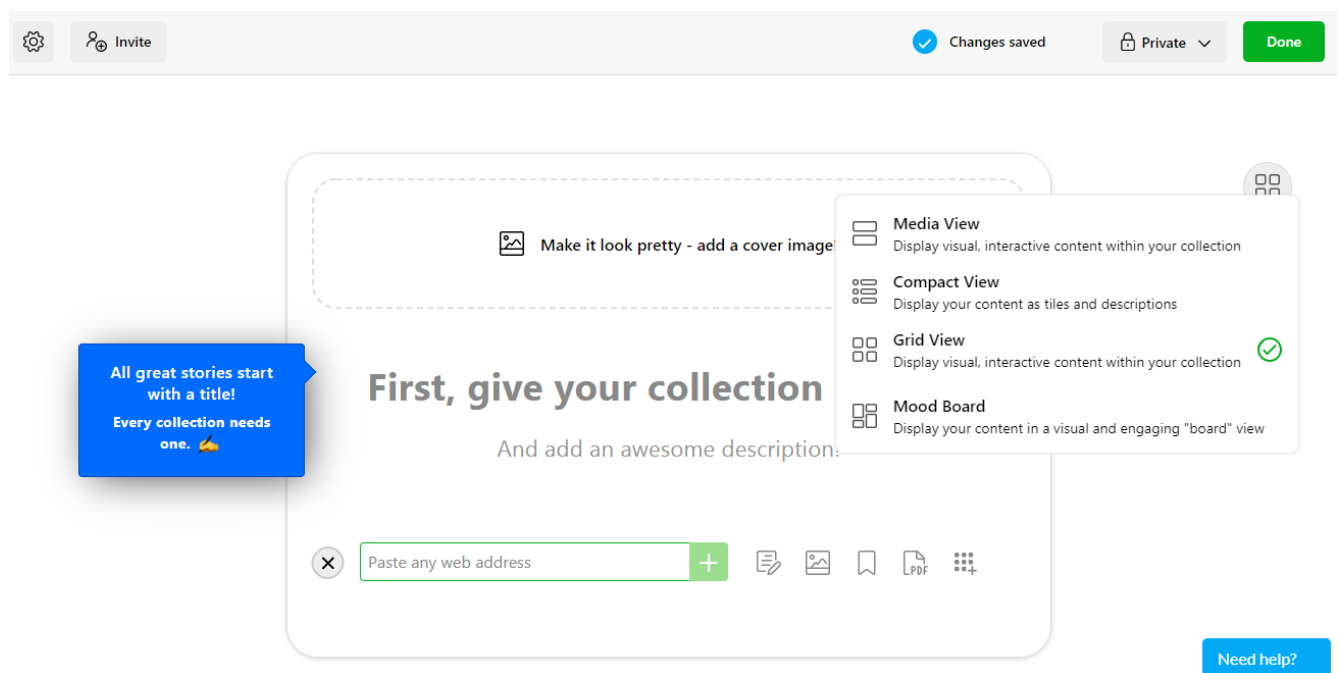 Invite
Changes saved
Private
Done
Make it look pretty - add a cover image!
Media View
Display visual, interactive content within your collection
Compact View
Display your content as tiles and descriptions
Grid View
Display visual, interactive content within your collection
Mood Board
Display your content in a visual and engaging "board" view
All great stories start
with a title!
Every collection needs
one. ✍️
First, give your collection
And add an awesome description!
Paste any web address
PDF
Need help?